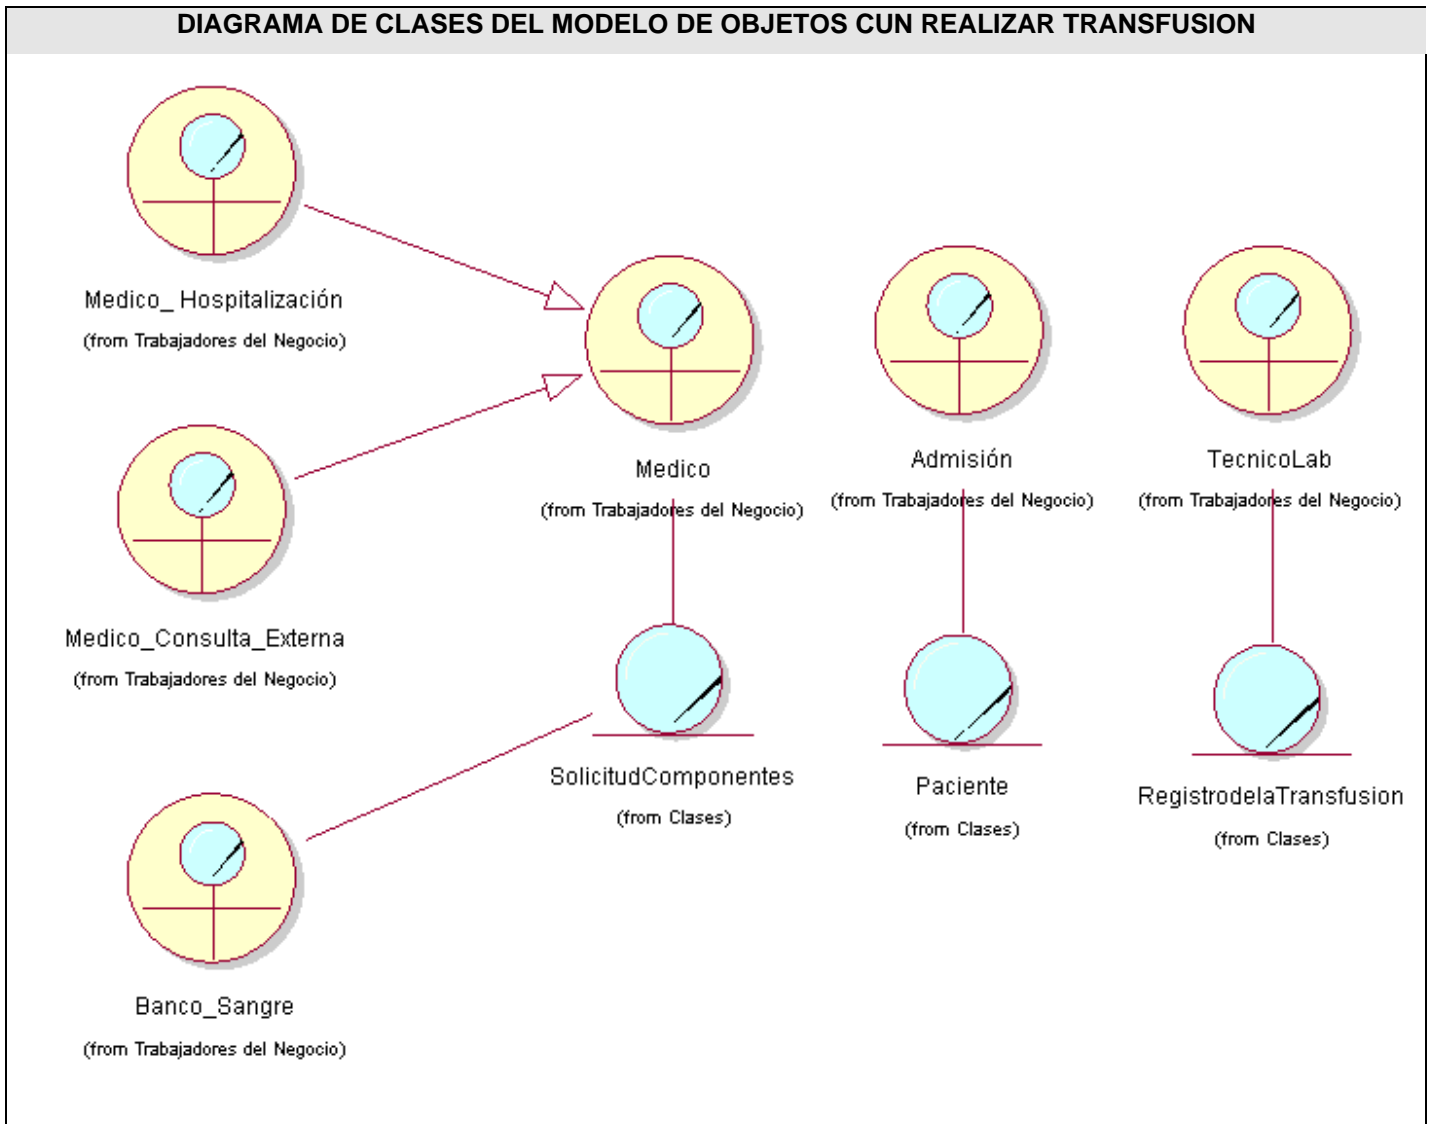 DIAGRAMA DE CLASES DEL MODELO DE OBJETOS CUN REALIZAR TRANSFUSION
Medico_ Hospitalización
(from Trabajadores del Negocio)
Medico
(from Trabajadores del Negocio)
Admisión
(from Trabajadores del Negocio)
TecnicoLab
(from Trabajadores del Negocio)
Medico_Consulta_Externa
(from Trabajadores del Negocio)
SolicitudComponentes
(from Clases)
Paciente
(from Clases)
RegistrodelaTransfusion
(from Clases)
Banco_Sangre
(from Trabajadores del Negocio)